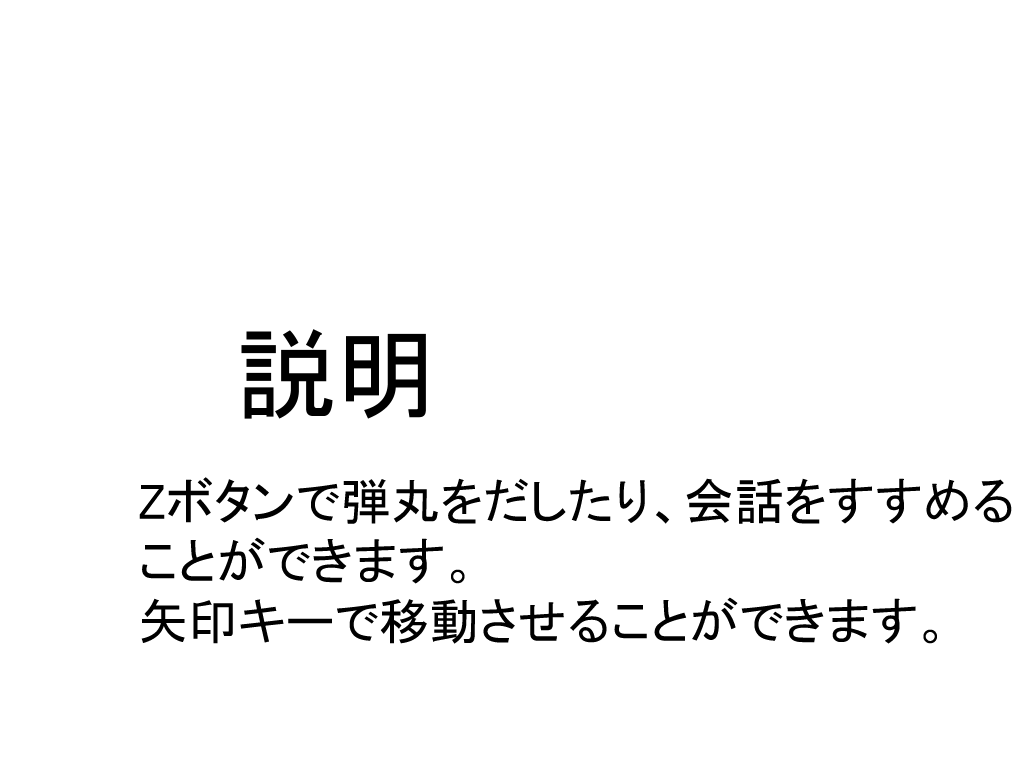 説明
Zボタンで弾丸をだしたり、会話をすすめる
ことができます。
矢印キーで移動させることができます。